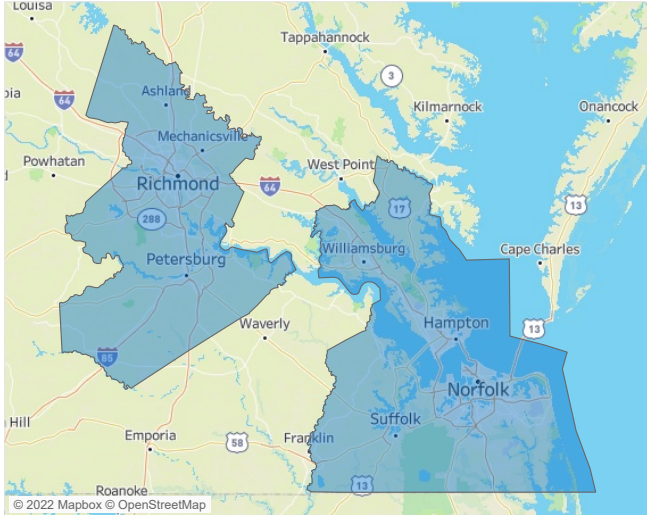 Louisa
Tappahannock
64
3
64
Ashland
bia
Kilmarnock
Onancock
Mechanicsville
Powhatan
West Point
Richmond
64
13
17
288
Williamsburg
Cape Charles
Petersburg
Waverly
Hampton
13
85
Norfolk
Suffolk
Hill
Emporia
58
Franklin
13
Roanoke
© 2022 Mapbox © OpenStreetMap